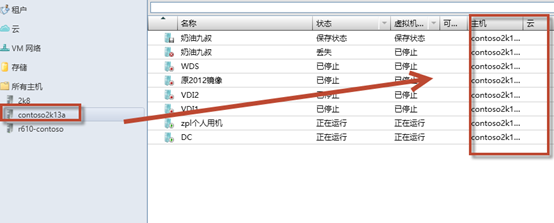 租户
云
VM 网络
存储
所有主机
2k8
contoso2k13a
r610-contoso
名称 状态 虚拟机... 可... 主机 云
奶油九叔 保存状态 保存状态 contoso2k1...
奶油九叔 丢失 已停止 contoso2k1...
WDS 已停止 已停止 contoso2k1...
原2012镜像 已停止 已停止 contoso2k1...
VDI2 已停止 已停止 contoso2k1...
VDI1 已停止 已停止 contoso2k1...
zpl个人用机 正在运行 正在运行 contoso2k1...
DC 正在运行 正在运行 contoso2k1...